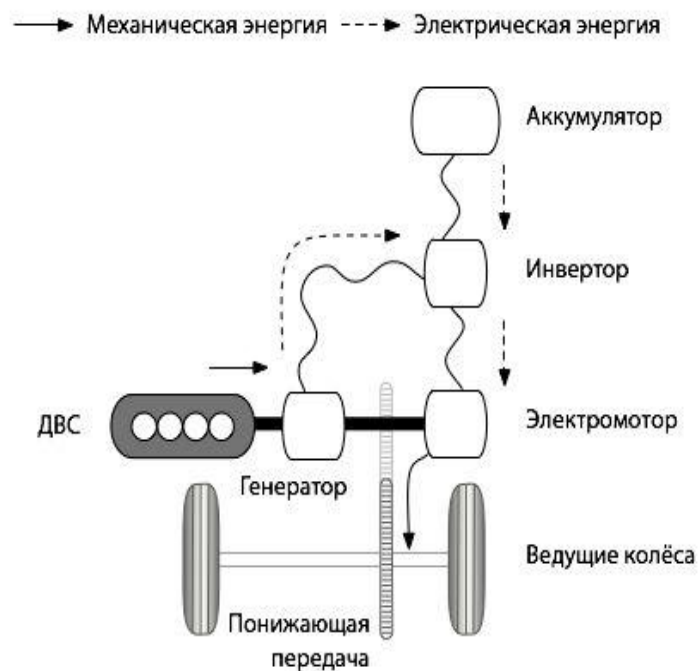 Механическая энергия
Электрическая энергия
Аккумулятор
Инвертор
ДВС
Электромотор
Генератор
Ведущие колёса
Понижающая
передача